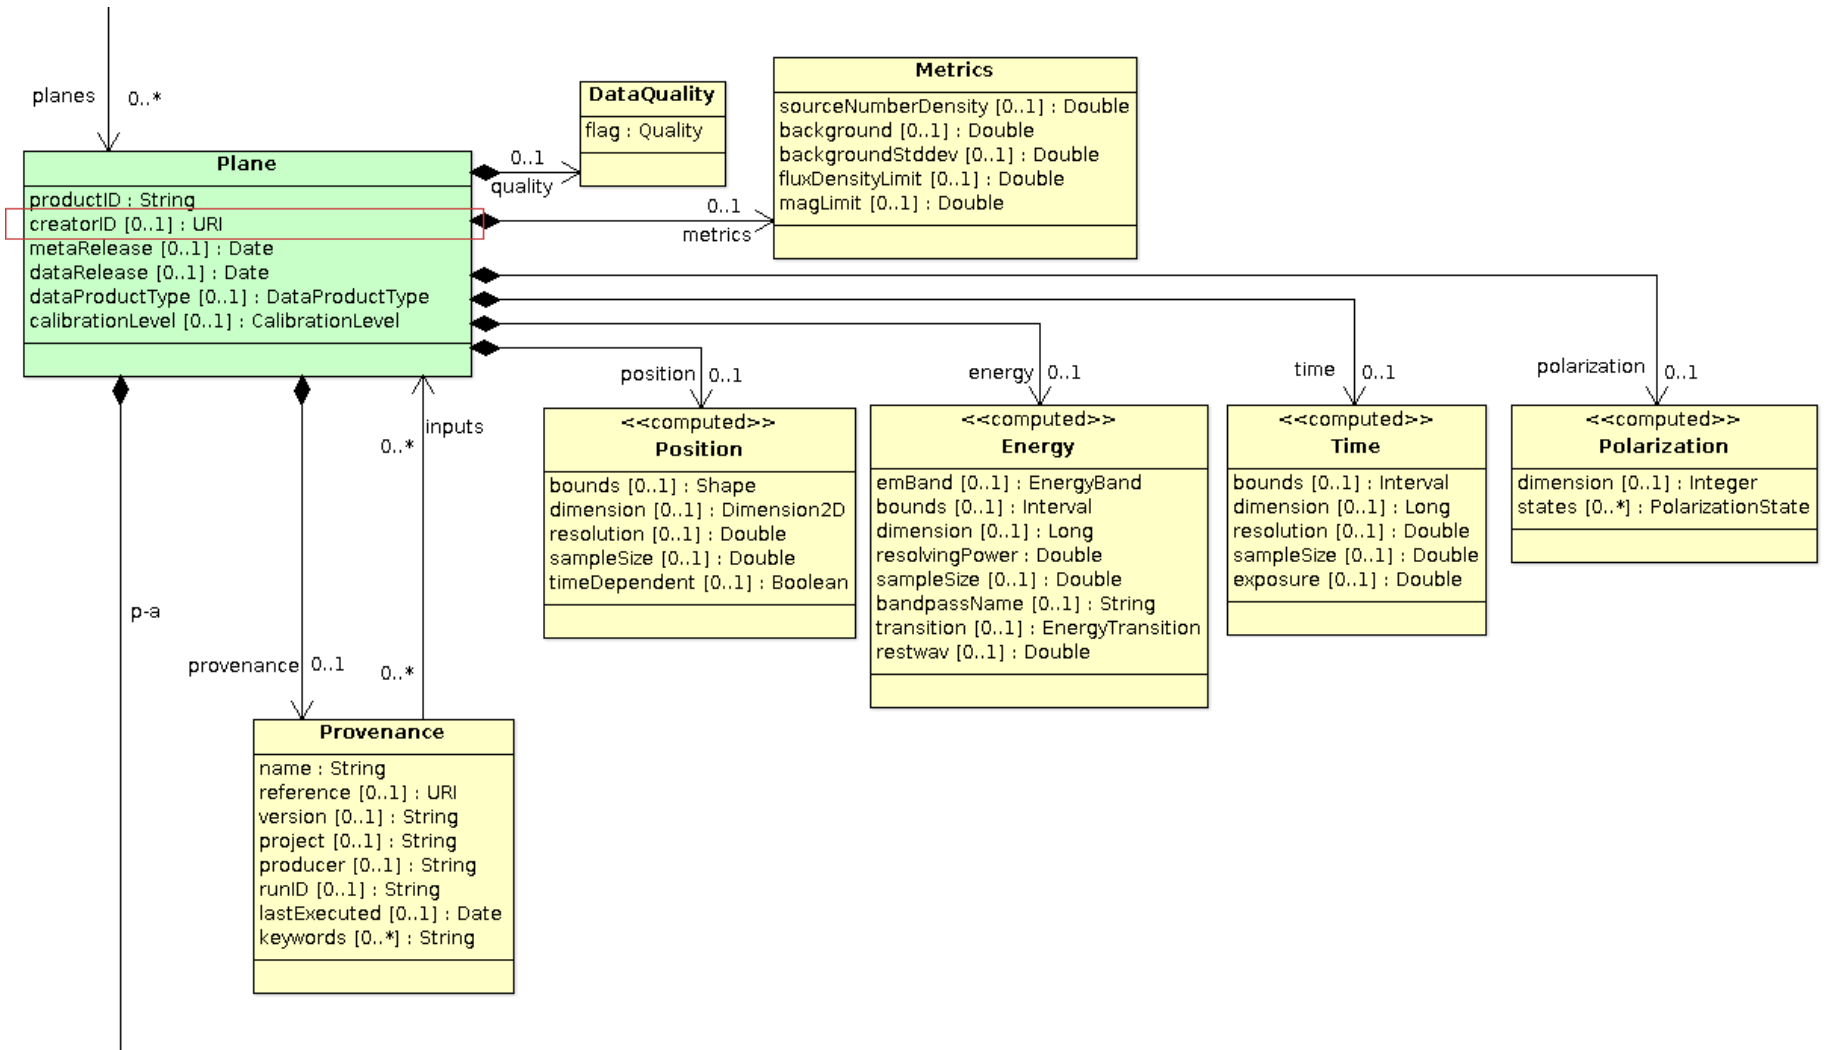 planes
0..*
Plane
productID : String
creatorID [0..1] : URI
metaRelease [0..1] : Date
dataRelease [0..1] : Date
dataProductType [0..1] : DataProductType
calibrationLevel [0..1] : CalibrationLevel
0..1
quality
DataQuality
flag : Quality
0..1
metrics
Metrics
sourceNumberDensity [0..1] : Double
background [0..1] : Double
backgroundStddev [0..1] : Double
fluxDensityLimit [0..1] : Double
magLimit [0..1] : Double
position 0..1
energy 0..1
time 0..1
polarization 0..1
<<computed>>
Position
bounds [0..1] : Shape
dimension [0..1] : Dimension2D
resolution [0..1] : Double
sampleSize [0..1] : Double
timeDependent [0..1] : Boolean
<<computed>>
Energy
emBand [0..1] : EnergyBand
bounds [0..1] : Interval
dimension [0..1] : Long
resolvingPower : Double
sampleSize [0..1] : Double
bandpassName [0..1] : String
transition [0..1] : EnergyTransition
restwav [0..1] : Double
<<computed>>
Time
bounds [0..1] : Interval
dimension [0..1] : Long
resolution [0..1] : Double
sampleSize [0..1] : Double
exposure [0..1] : Double
<<computed>>
Polarization
dimension [0..1] : Integer
states [0..*] : PolarizationState
inputs
0..*
p-a
provenance 0..1
0..*
Provenance
name : String
reference [0..1] : URI
version [0..1] : String
project [0..1] : String
producer [0..1] : String
runID [0..1] : String
lastExecuted [0..1] : Date
keywords [0..*] : String